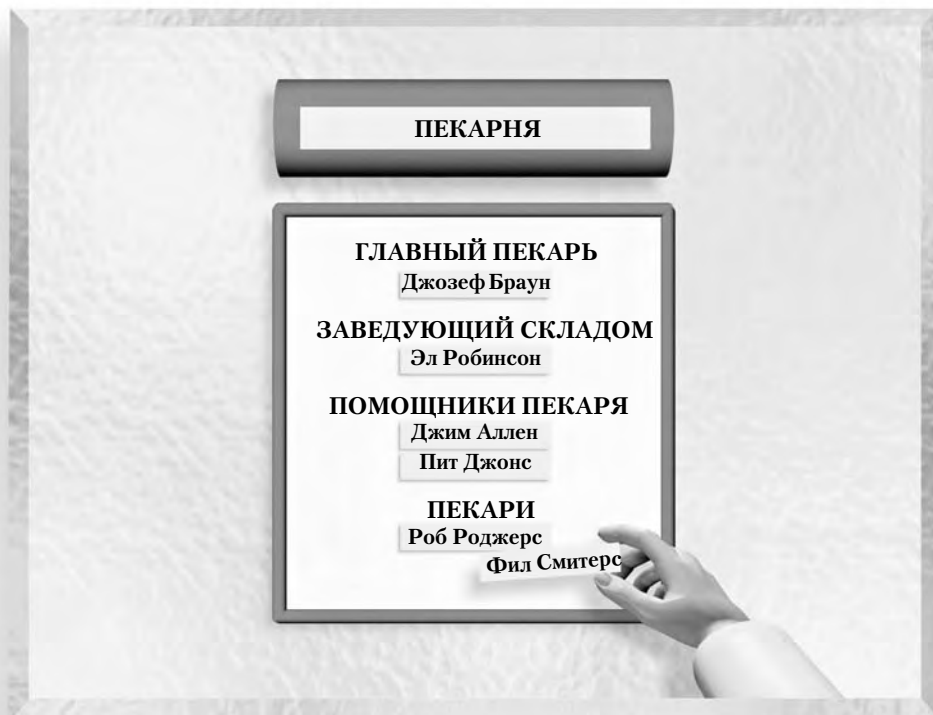 ПЕКАРНЯ
ГЛАВНЫЙ ПЕКАРЬ
Джозеф Браун
ЗАВЕДУЮЩИЙ СКЛАДОМ
Эл Робинсон
ПОМОЩНИКИ ПЕКАРЯ
Джим Аллен
Пит Джонс
ПЕКАРИ
Роб Роджерс
Фил Смитерс